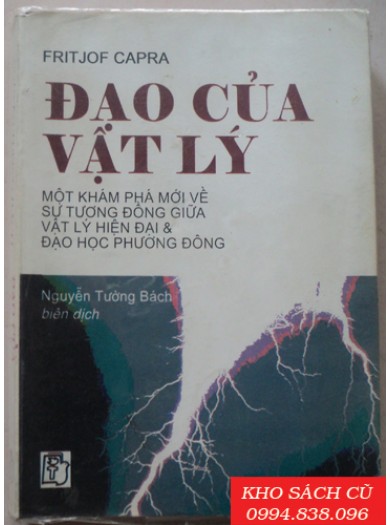 FRITJOF CAPRA
ĐẠO CỦA
VẬT LÝ
MỘT KHÁM PHÁ MỚI VỀ
SỰ TƯƠNG ĐỒNG GIỮA
VẬT LÝ HIỆN ĐẠI &
ĐẠO HỌC PHƯƠNG ĐÔNG
Nguyễn Tường Bách
biên dịch
KHO SÁCH CŨ
0994.838.096